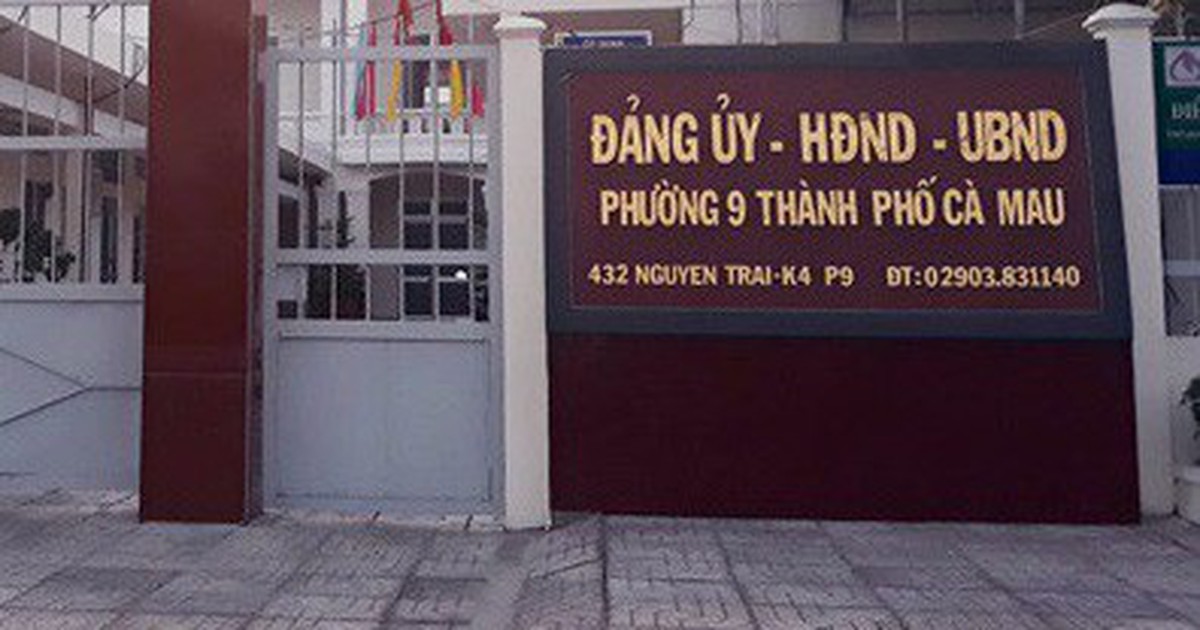 ĐẢNG ỦY - HĐND - UBND
PHƯỜNG 9 THÀNH PHỐ CÀ MAU
432 NGUYEN TRAI-K4 P9 ĐT:02903.831140